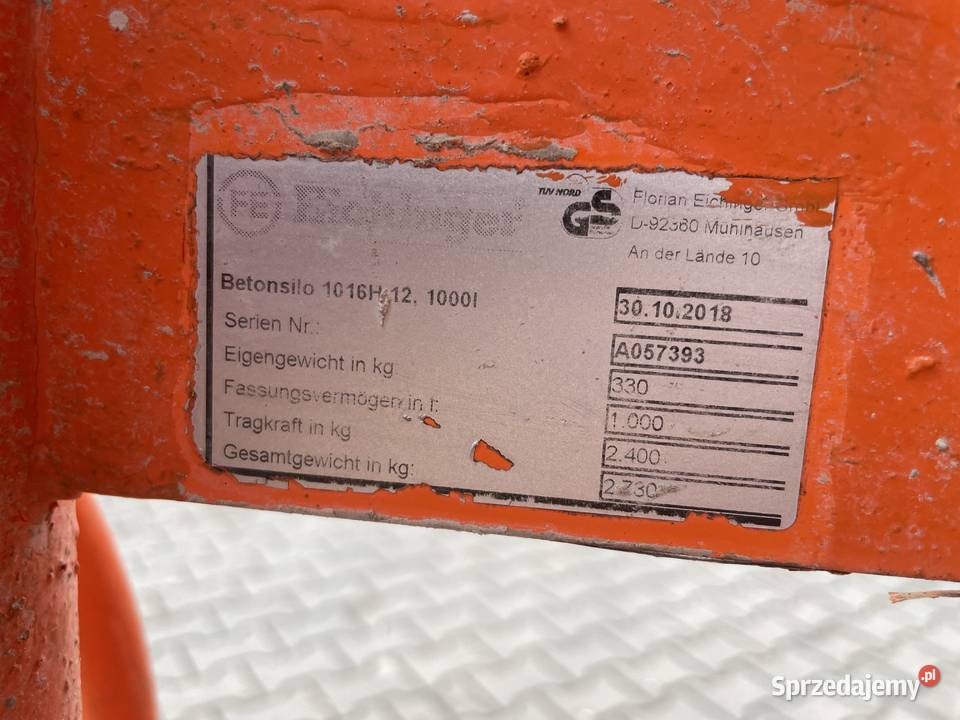 FE Eichinger
TÜV NORD
GS
Florian Eichinger GmbH
D-92360 Mühlhausen
An der Lände 10
Betonsilo 1016H.12, 1000l
30.10.2018
Serien Nr.:
A057393
Eigengewicht in kg
330
Fassungsvermögen in l:
1.000
Tragkraft in kg
2.400
Gesamtgewicht in kg:
2.730
Sprzedajemy.pl